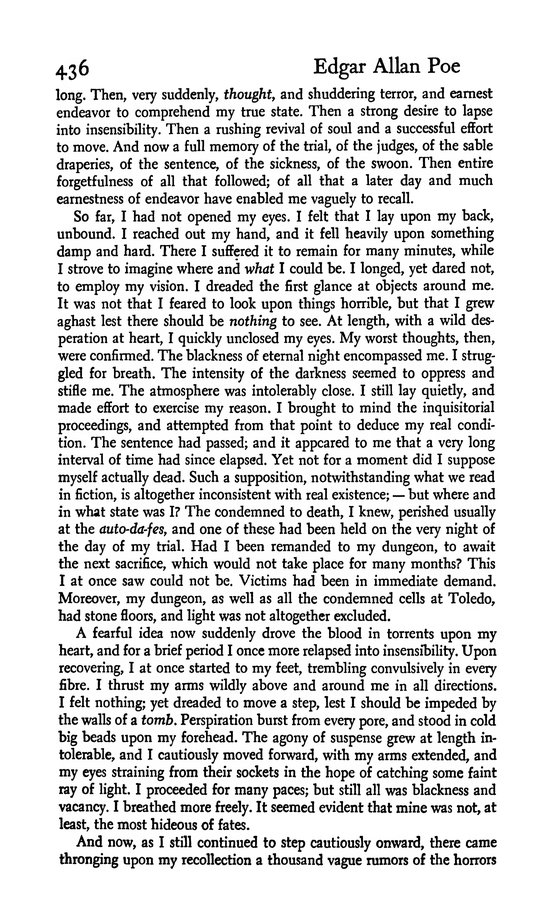 436 Edgar Allan Poe
long. Then, very suddenly, thought, and shuddering terror, and earnest
endeavor to comprehend my true state. Then a strong desire to lapse
into insensibility. Then a rushing revival of soul and a successful effort
to move. And now a full memory of the trial, of the judges, of the sable
draperies, of the sentence, of the sickness, of the swoon. Then entire
forgetfulness of all that followed; of all that a later day and much
earnestness of endeavor have enabled me vaguely to recall.
So far, I had not opened my eyes. I felt that I lay upon my back,
unbound. I reached out my hand, and it fell heavily upon something
damp and hard. There I suffered it to remain for many minutes, while
I strove to imagine where and what I could be. I longed, yet dared not,
to employ my vision. I dreaded the first glance at objects around me.
It was not that I feared to look upon things horrible, but that I grew
aghast lest there should be nothing to see. At length, with a wild des-
peration at heart, I quickly unclosed my eyes. My worst thoughts, then,
were confirmed. The blackness of eternal night encompassed me. I strug-
gled for breath. The intensity of the darkness seemed to oppress and
stifle me. The atmosphere was intolerably close. I still lay quietly, and
made effort to exercise my reason. I brought to mind the inquisitorial
proceedings, and attempted from that point to deduce my real condi-
tion. The sentence had passed; and it appeared to me that a very long
interval of time had since elapsed. Yet not for a moment did I suppose
myself actually dead. Such a supposition, notwithstanding what we read
in fiction, is altogether inconsistent with real existence; — but where and
in what state was I? The condemned to death, I knew, perished usually
at the auto-da-fes, and one of these had been held on the very night of
the day of my trial. Had I been remanded to my dungeon, to await
the next sacrifice, which would not take place for many months? This
I at once saw could not be. Victims had been in immediate demand.
Moreover, my dungeon, as well as all the condemned cells at Toledo,
had stone floors, and light was not altogether excluded.
A fearful idea now suddenly drove the blood in torrents upon my
heart, and for a brief period I once more relapsed into insensibility. Upon
recovering, I at once started to my feet, trembling convulsively in every
fibre. I thrust my arms wildly above and around me in all directions.
I felt nothing; yet dreaded to move a step, lest I should be impeded by
the walls of a tomb. Perspiration burst from every pore, and stood in cold
big beads upon my forehead. The agony of suspense grew at length in-
tolerable, and I cautiously moved forward, with my arms extended, and
my eyes straining from their sockets in the hope of catching some faint
ray of light. I proceeded for many paces; but still all was blackness and
vacancy. I breathed more freely. It seemed evident that mine was not, at
least, the most hideous of fates.
And now, as I still continued to step cautiously onward, there came
thronging upon my recollection a thousand vague rumors of the horrors